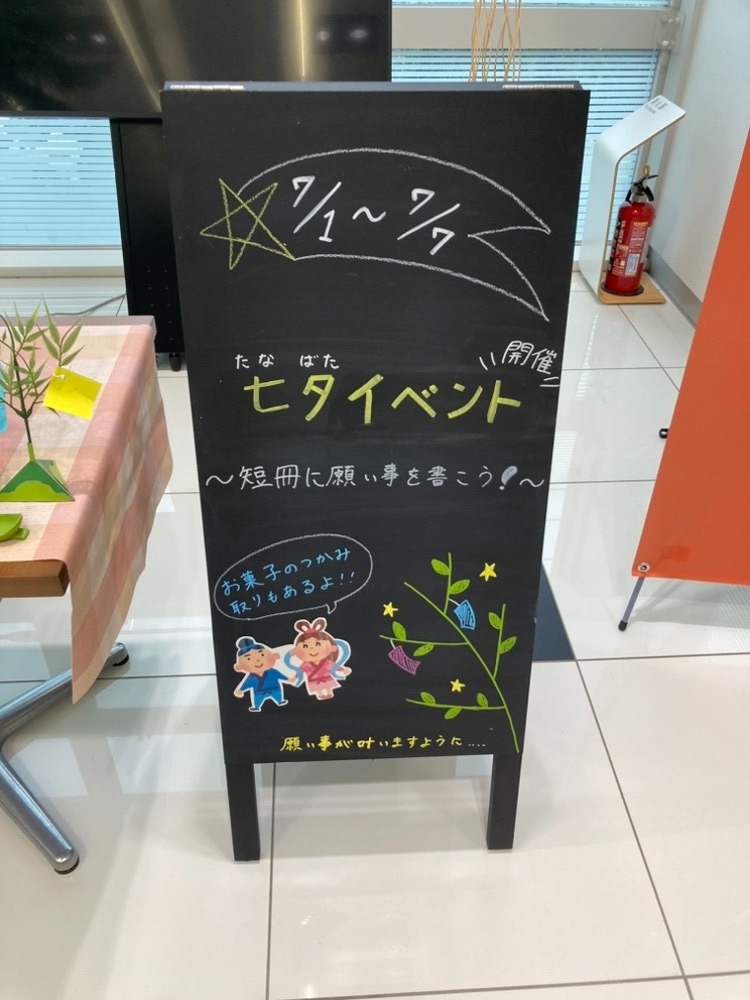 7/1～7/7
たなばた
七夕イベント
開催
～短冊に願い事を書こう!～
お菓子のつかみ
取りもあるよ!!
願い事が叶いますように....